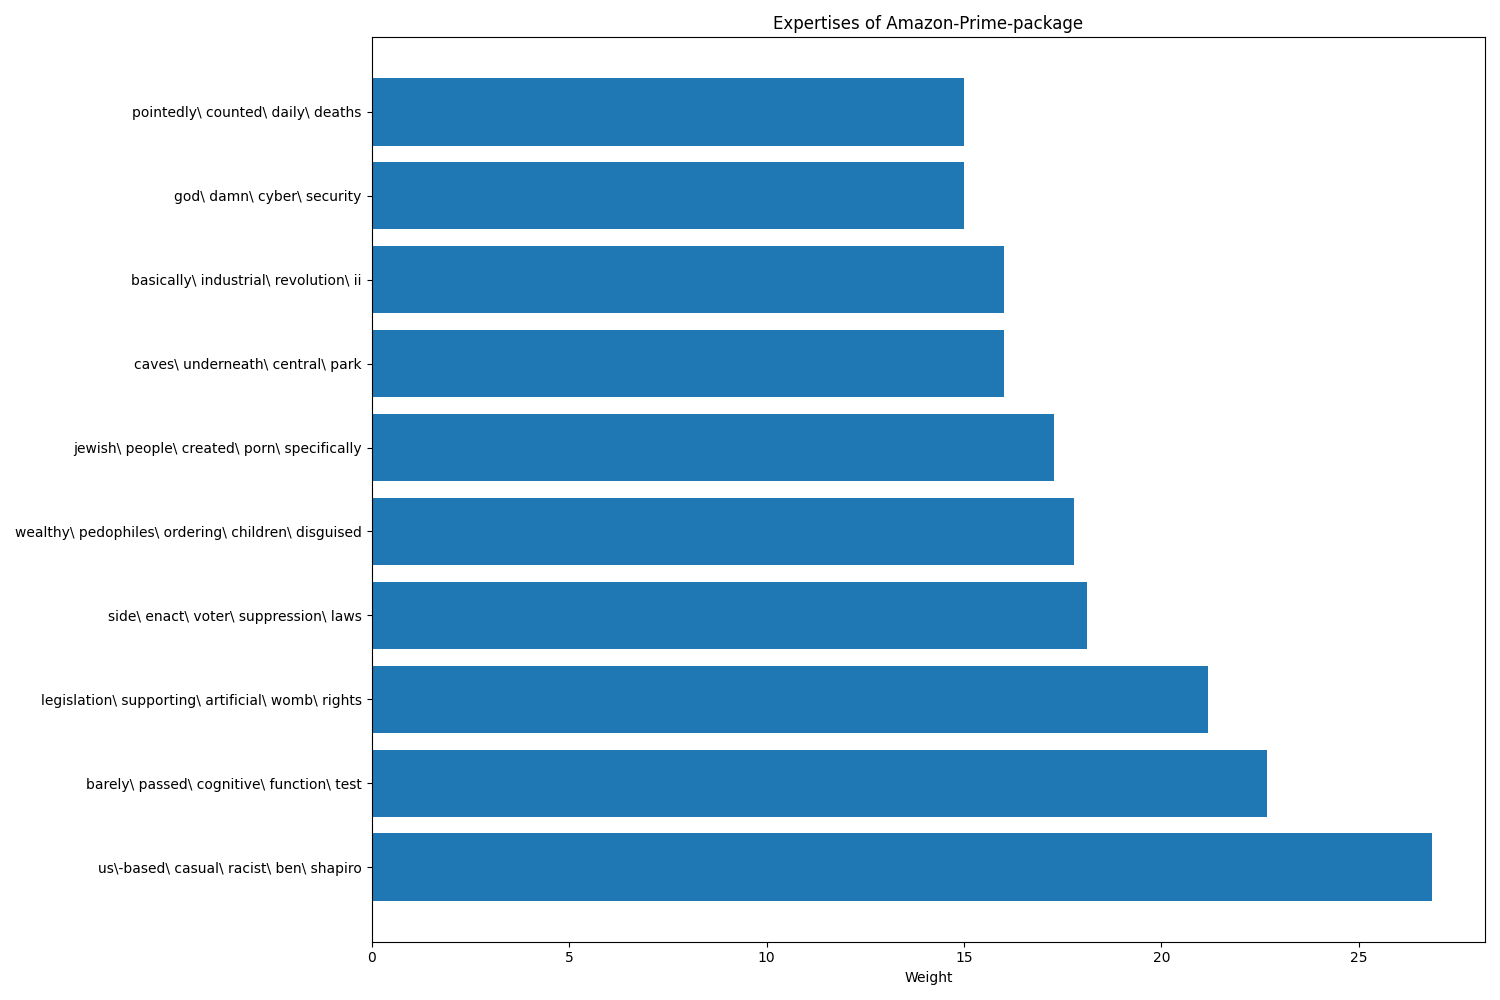 Expertises of Amazon-Prime-package
pointedly\ counted\ daily\ deaths
god\ damn\ cyber\ security
basically\ industrial\ revolution\ ii
caves\ underneath\ central\ park
jewish\ people\ created\ porn\ specifically
wealthy\ pedophiles\ ordering\ children\ disguised
side\ enact\ voter\ suppression\ laws
legislation\ supporting\ artificial\ womb\ rights
barely\ passed\ cognitive\ function\ test
us\-based\ casual\ racist\ ben\ shapiro
0 5 10 15 20 25
Weight